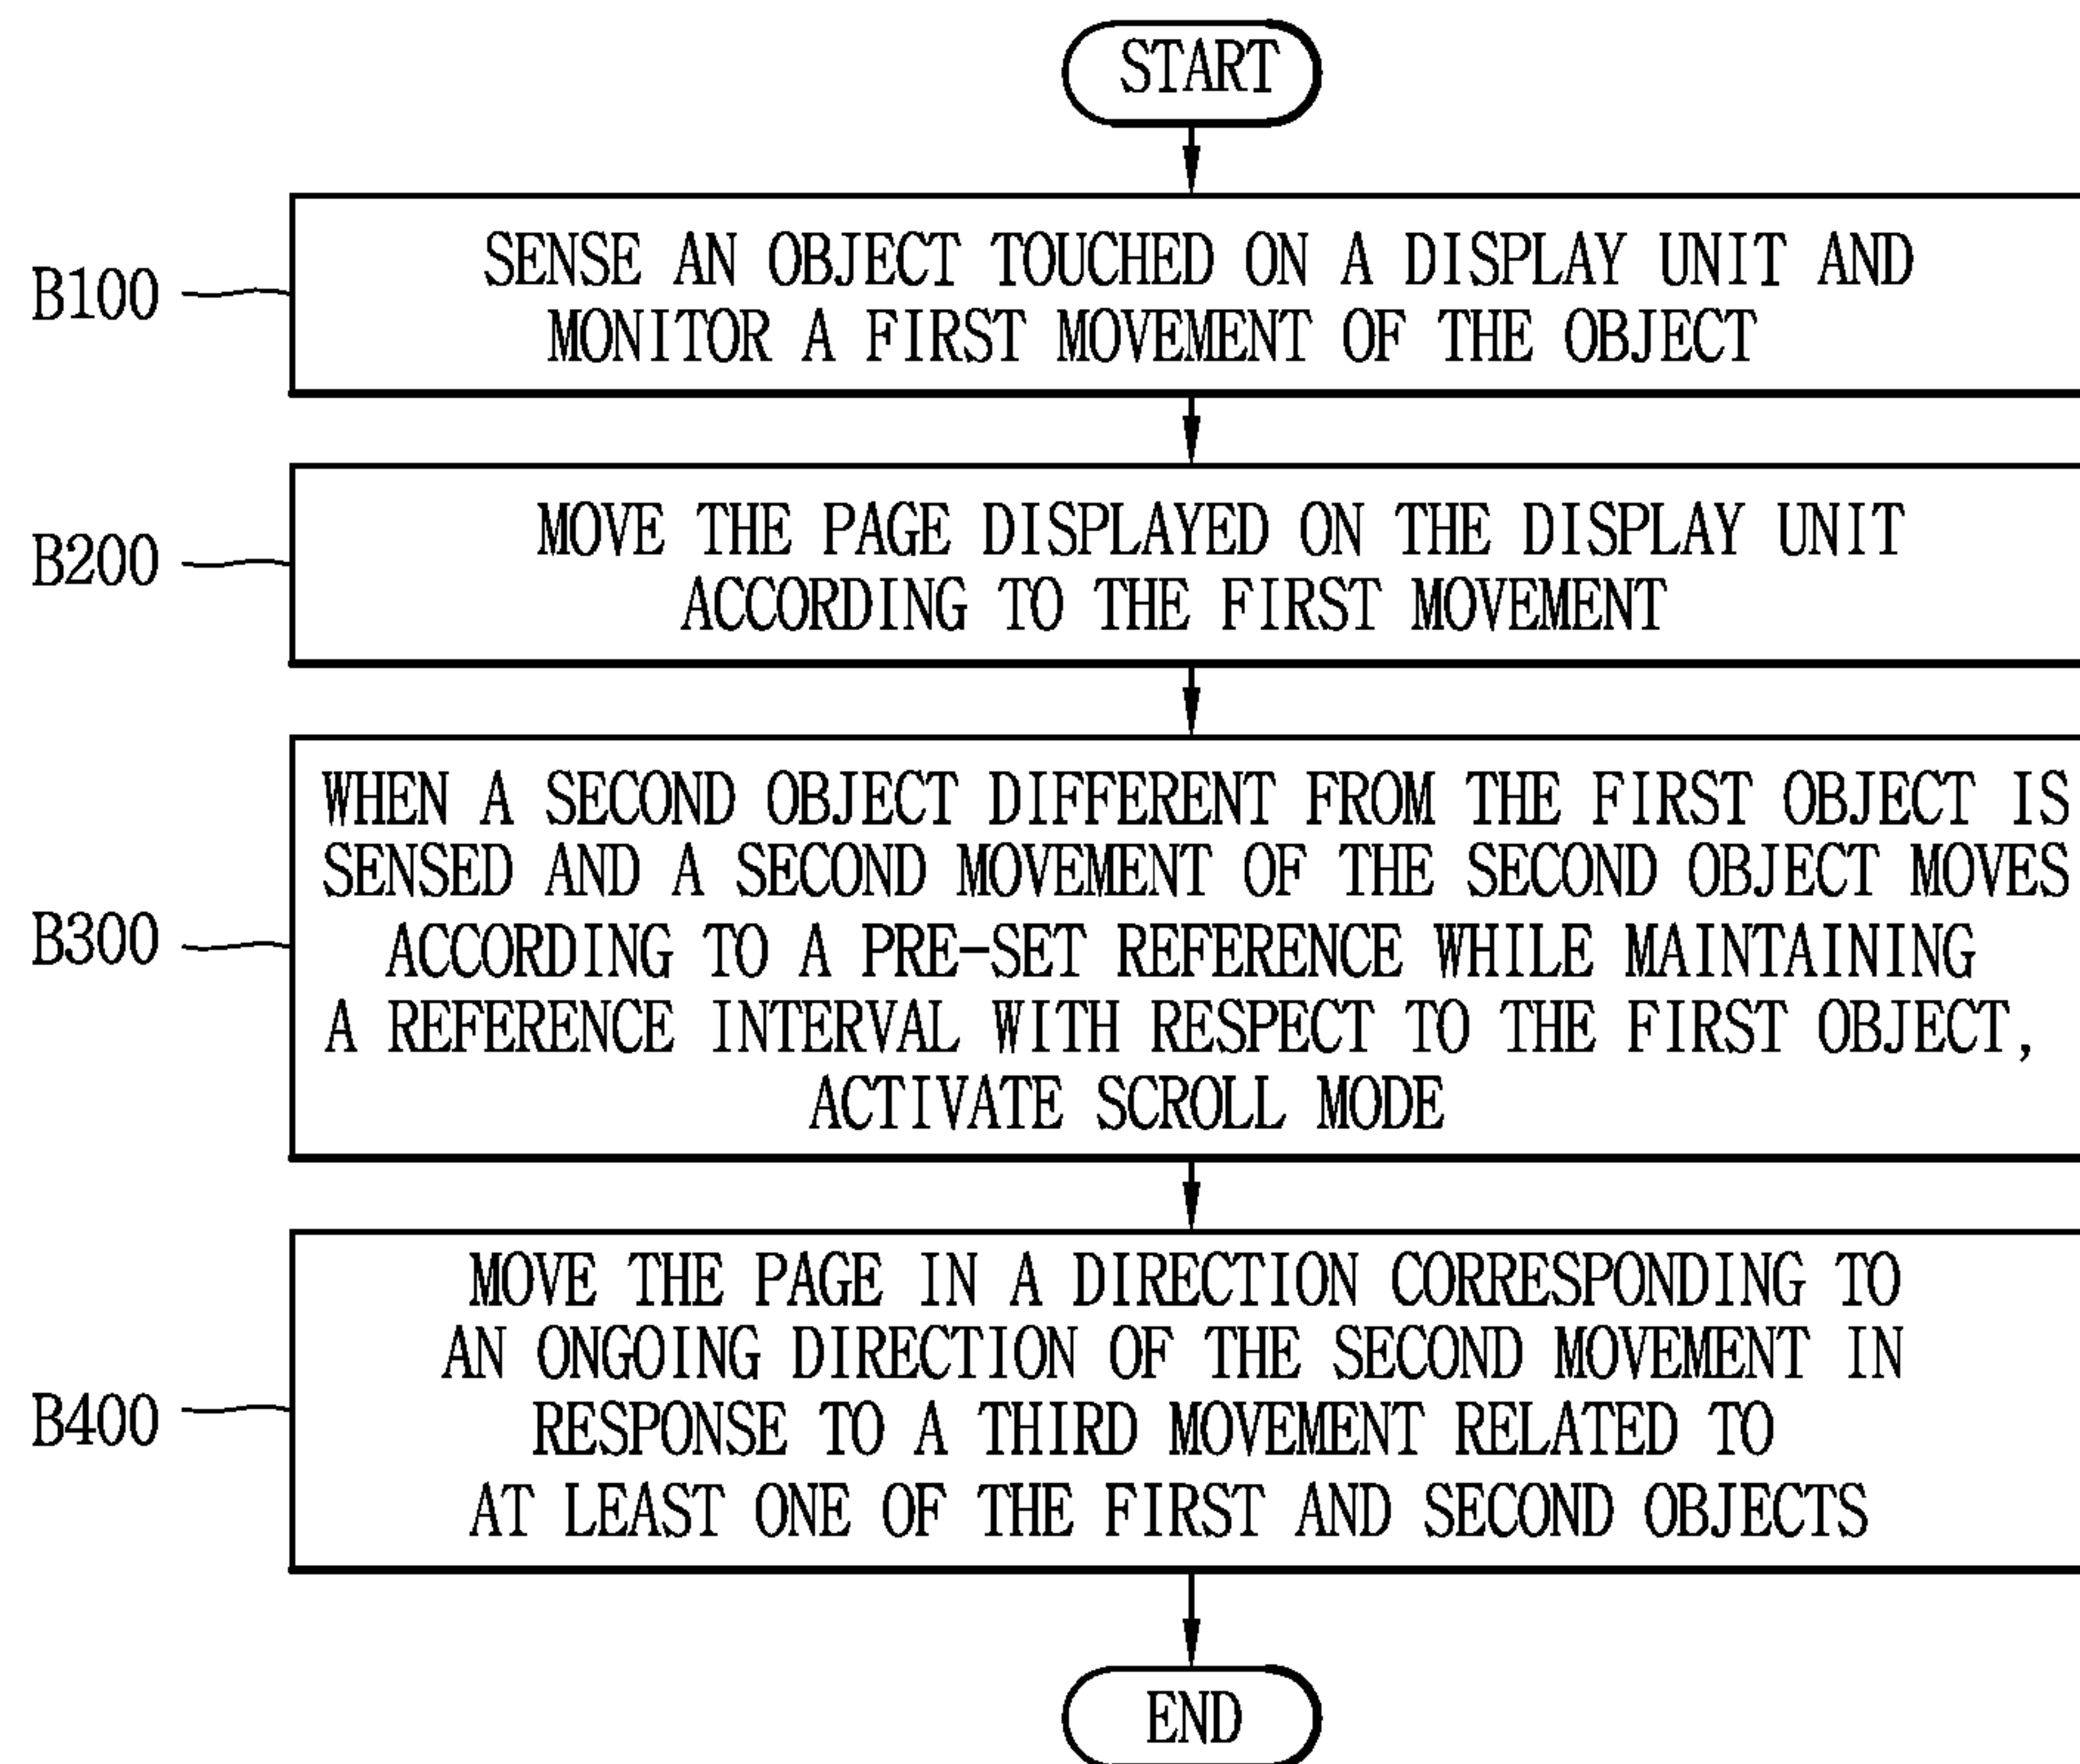 START
B100
SENSE AN OBJECT TOUCHED ON A DISPLAY UNIT AND
MONITOR A FIRST MOVEMENT OF THE OBJECT
B200
MOVE THE PAGE DISPLAYED ON THE DISPLAY UNIT
ACCORDING TO THE FIRST MOVEMENT
B300
WHEN A SECOND OBJECT DIFFERENT FROM THE FIRST OBJECT IS
SENSED AND A SECOND MOVEMENT OF THE SECOND OBJECT MOVES
ACCORDING TO A PRE-SET REFERENCE WHILE MAINTAINING
A REFERENCE INTERVAL WITH RESPECT TO THE FIRST OBJECT,
ACTIVATE SCROLL MODE
B400
MOVE THE PAGE IN A DIRECTION CORRESPONDING TO
AN ONGOING DIRECTION OF THE SECOND MOVEMENT IN
RESPONSE TO A THIRD MOVEMENT RELATED TO
AT LEAST ONE OF THE FIRST AND SECOND OBJECTS
END